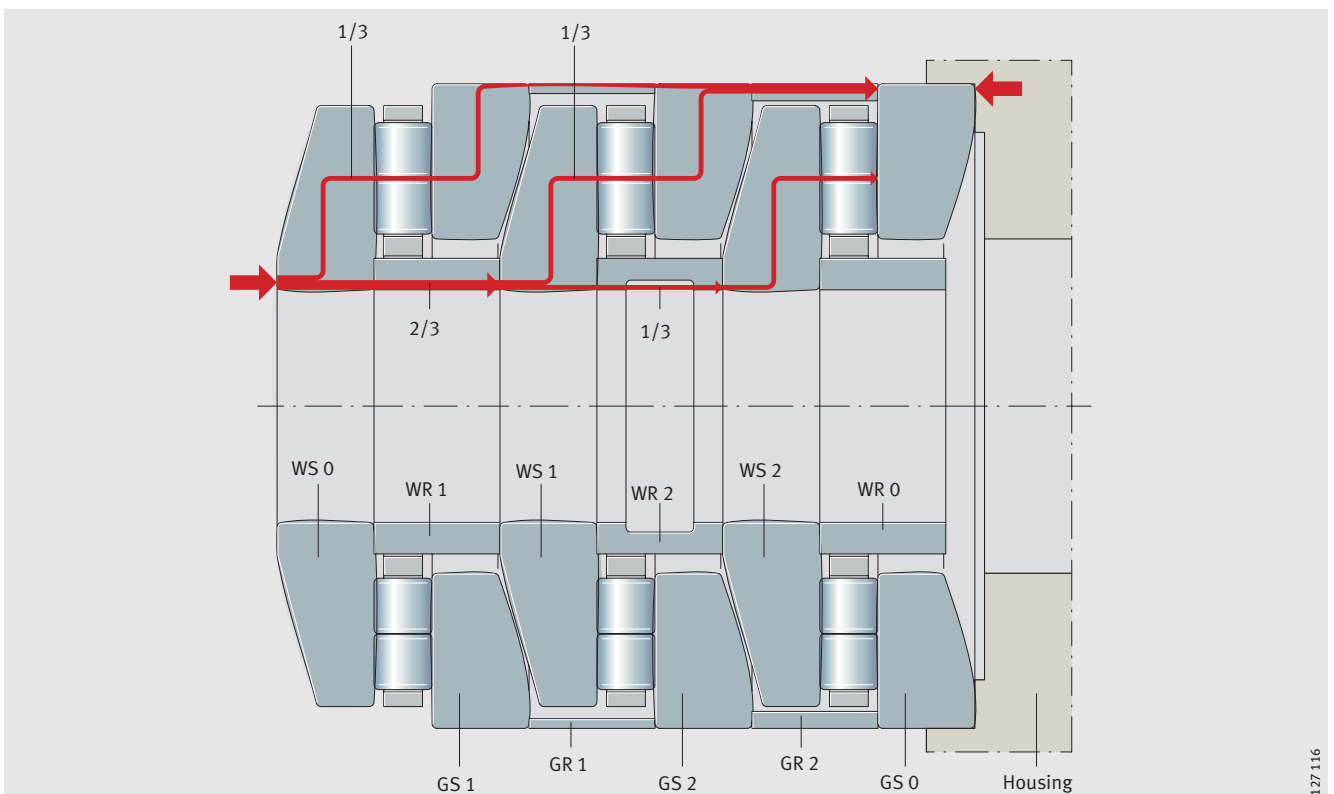 1/3
1/3
2/3
1/3
WS 0
WR 1
WS 1
WR 2
WS 2
WR 0
GS 1
GR 1
GS 2
GR 2
GS 0
Housing
127 116